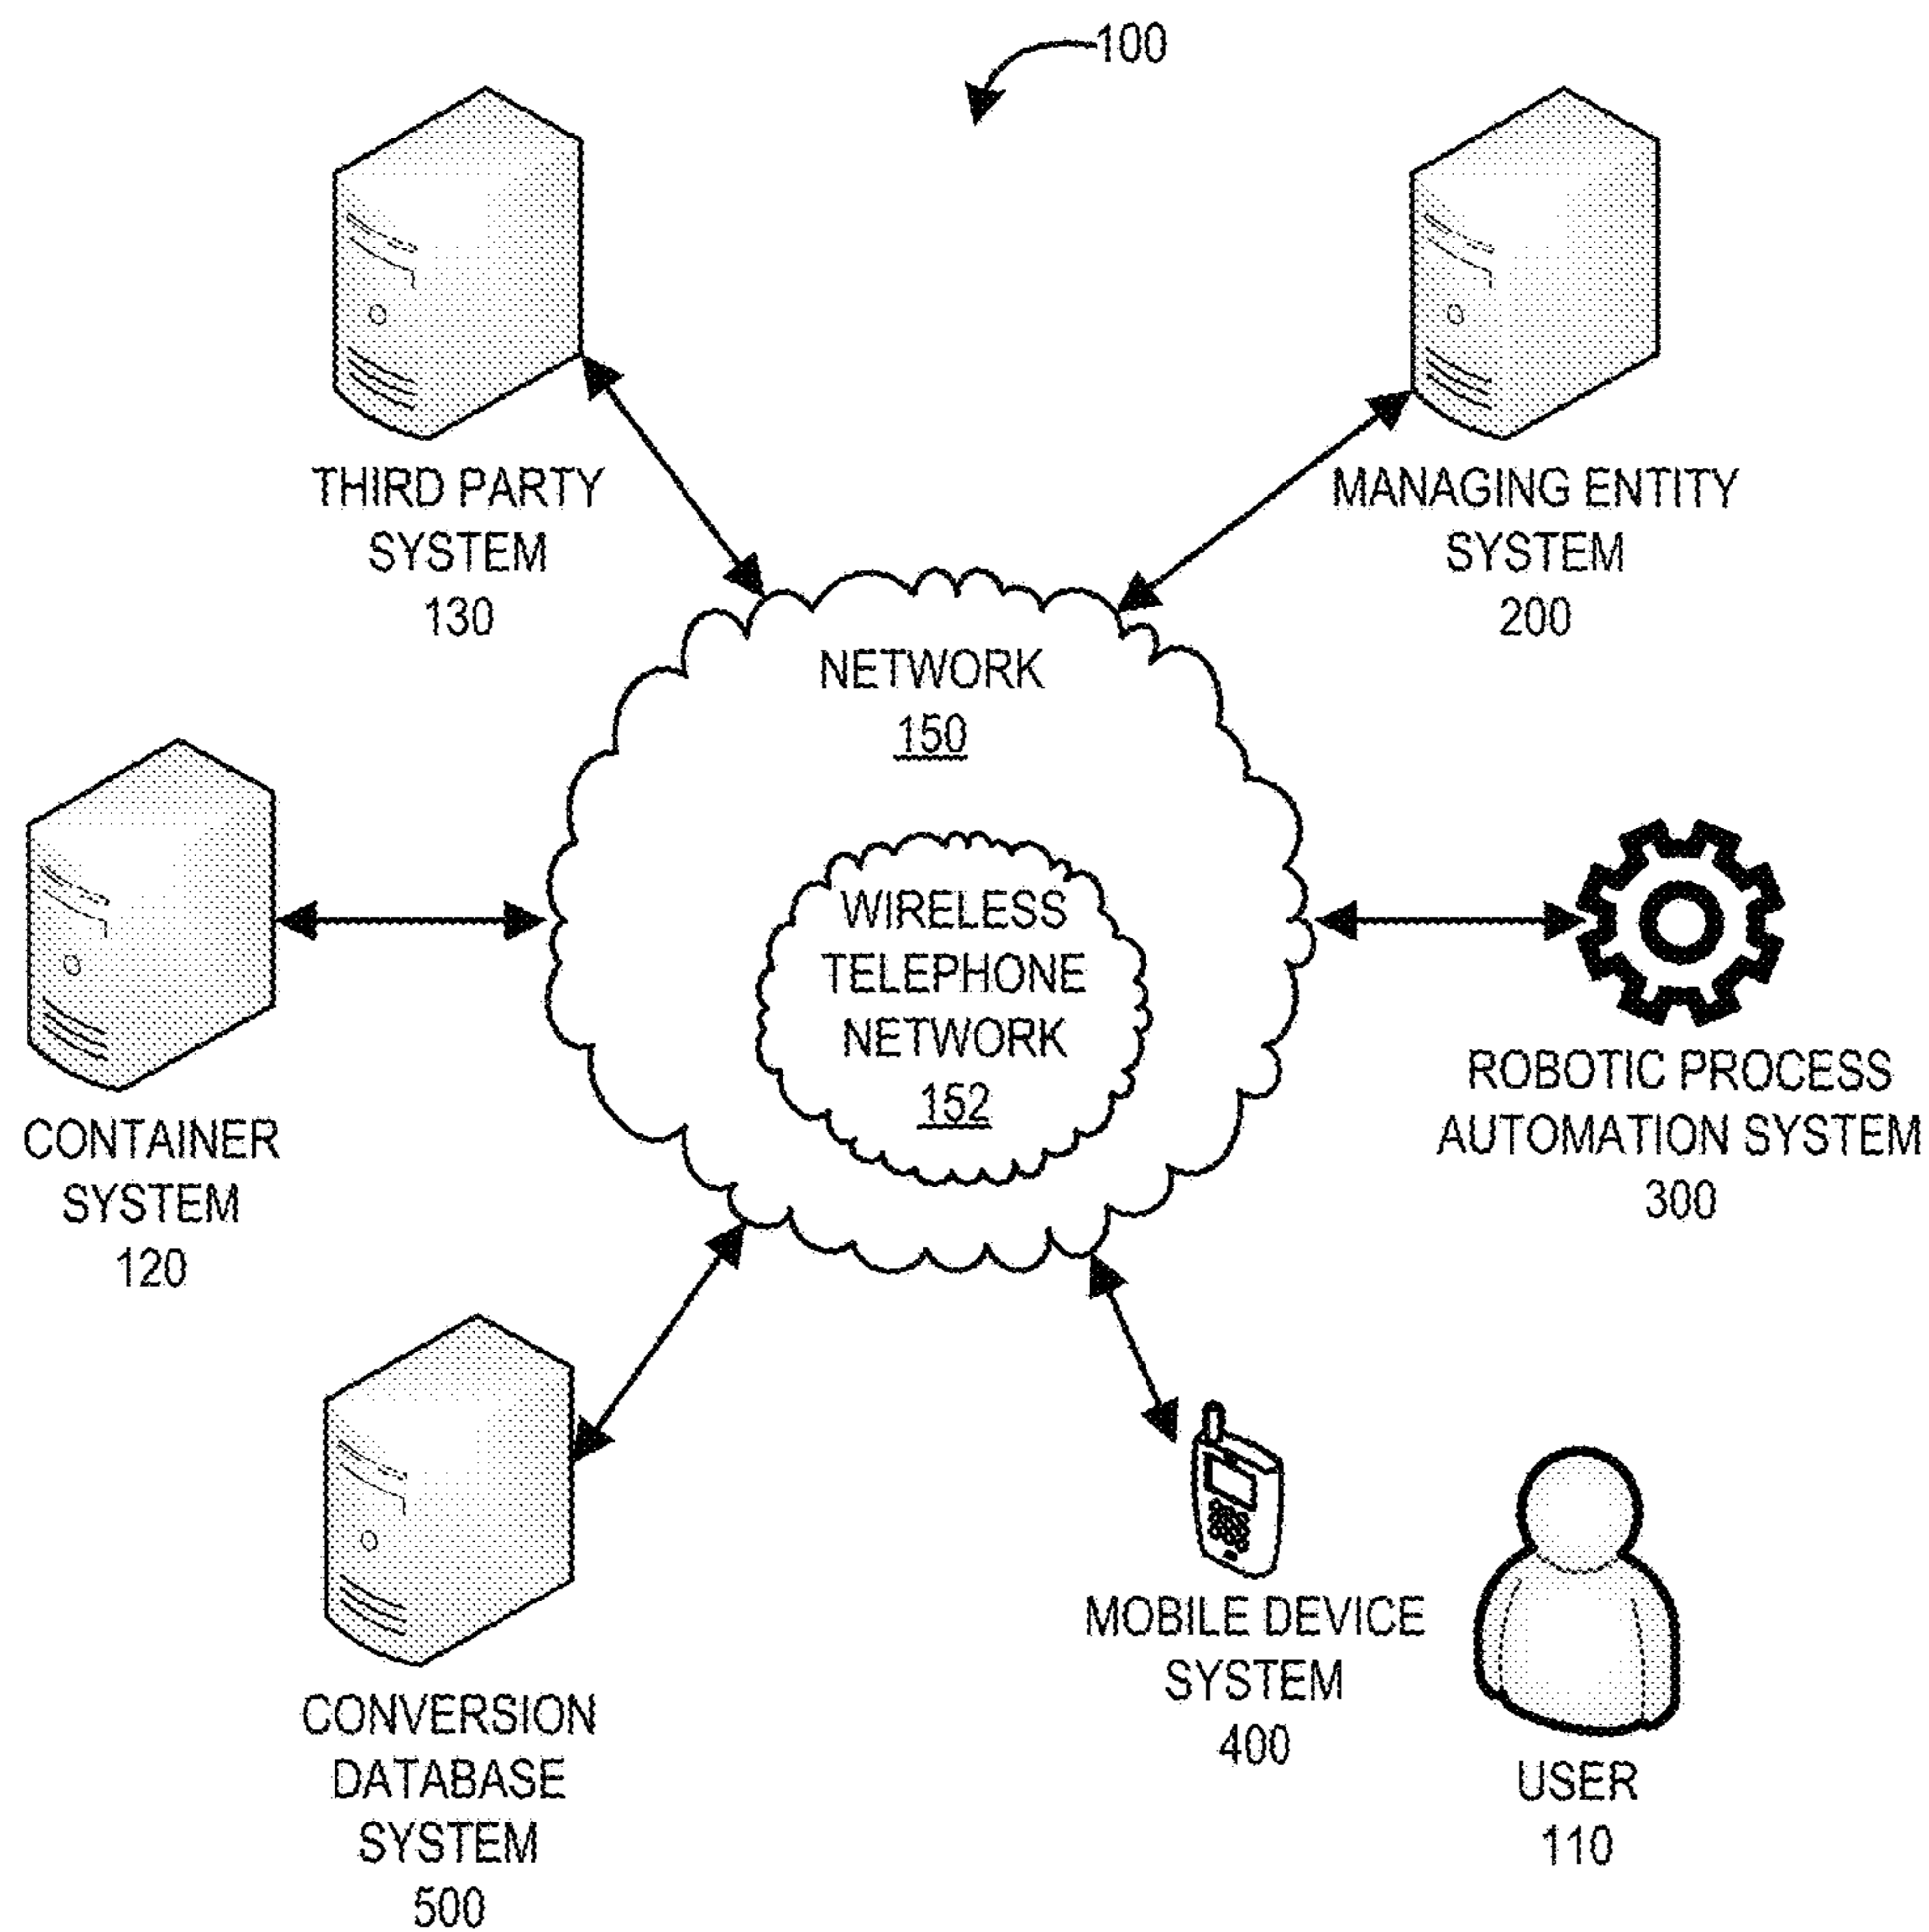 100
THIRD PARTY
SYSTEM
130
MANAGING ENTITY
SYSTEM
200
NETWORK
150
WIRELESS
TELEPHONE
NETWORK
152
CONTAINER
SYSTEM
120
ROBOTIC PROCESS
AUTOMATION SYSTEM
300
CONVERSION
DATABASE
SYSTEM
500
MOBILE DEVICE
SYSTEM
400
USER
110